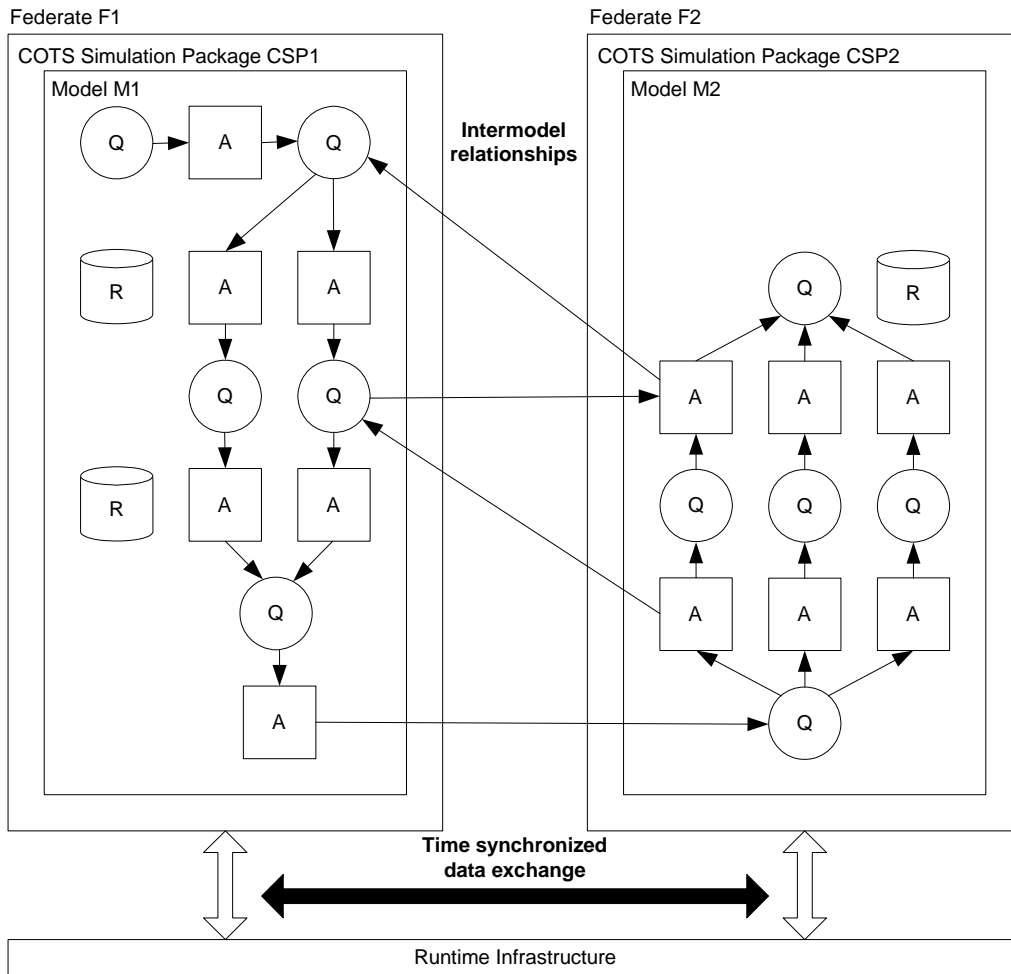 Federate F1
Federate F2
COTS Simulation Package CSP1
COTS Simulation Package CSP2
Model M1
Model M2
Q
A
Q
Intermodel
relationships
R
A
A
Q
R
Q
Q
A
A
A
R
A
A
Q
Q
Q
Q
A
A
A
A
Q
Time synchronized
data exchange
Runtime Infrastructure